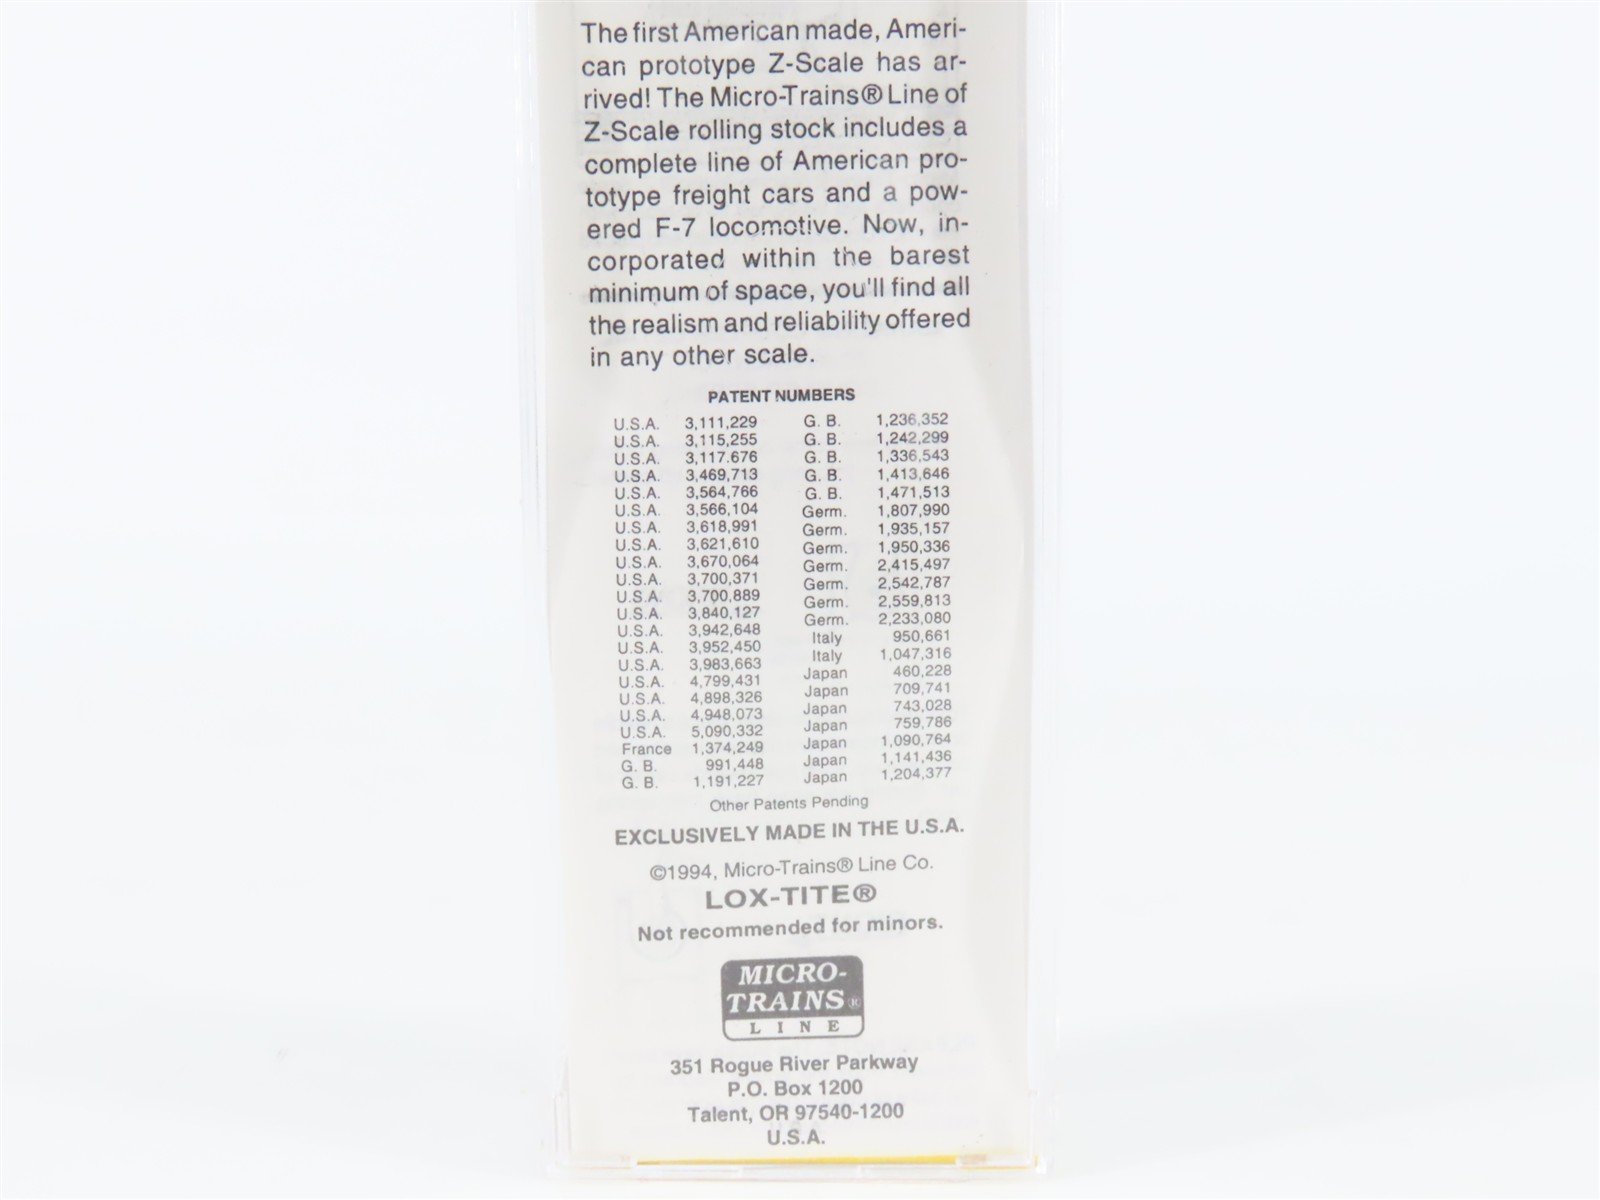 The first American made, Ameri-
can prototype Z-Scale has ar-
rived! The Micro-Trains® Line of
Z-Scale rolling stock includes a
complete line of American pro-
totype freight cars and a pow-
ered F-7 locomotive. Now, in-
corporated within the barest
minimum of space, you'll find all
the realism and reliability offered
in any other scale.
PATENT NUMBERS
U.S.A. 3,111,229 G. B. 1,236,352
U.S.A. 3,115,255 G. B. 1,242,299
U.S.A. 3,117.676 G. B. 1,336,543
U.S.A. 3,469,713 G. B. 1,413,646
U.S.A. 3,564,766 G. B. 1,471,513
U.S.A. 3,566,104 Germ. 1,807,990
U.S.A. 3,618,991 Germ. 1,935,157
U.S.A. 3,621,610 Germ. 1,950,336
U.S.A. 3,670,064 Germ. 2,415,497
U.S.A. 3,700,371 Germ. 2,542,787
U.S.A. 3,700,889 Germ. 2,559,813
U.S.A. 3,840,127 Germ. 2,233,080
U.S.A. 3,942,648 Italy 950,661
U.S.A. 3,952,450 Italy 1,047,316
U.S.A. 3,983,663 Japan 460,228
U.S.A. 4,799,431 Japan 709,741
U.S.A. 4,898,326 Japan 743,028
U.S.A. 4,948,073 Japan 759,786
U.S.A. 5,090,332 Japan 1,090,764
France 1,374,249 Japan 1,141,436
G. B. 991,448 Japan 1,204,377
G. B. 1,191,227
Other Patents Pending
EXCLUSIVELY MADE IN THE U.S.A.
©1994, Micro-Trains® Line Co.
LOX-TITE®
Not recommended for minors.
MICRO-
TRAINS®
LINE
351 Rogue River Parkway
P.O. Box 1200
Talent, OR 97540-1200
U.S.A.